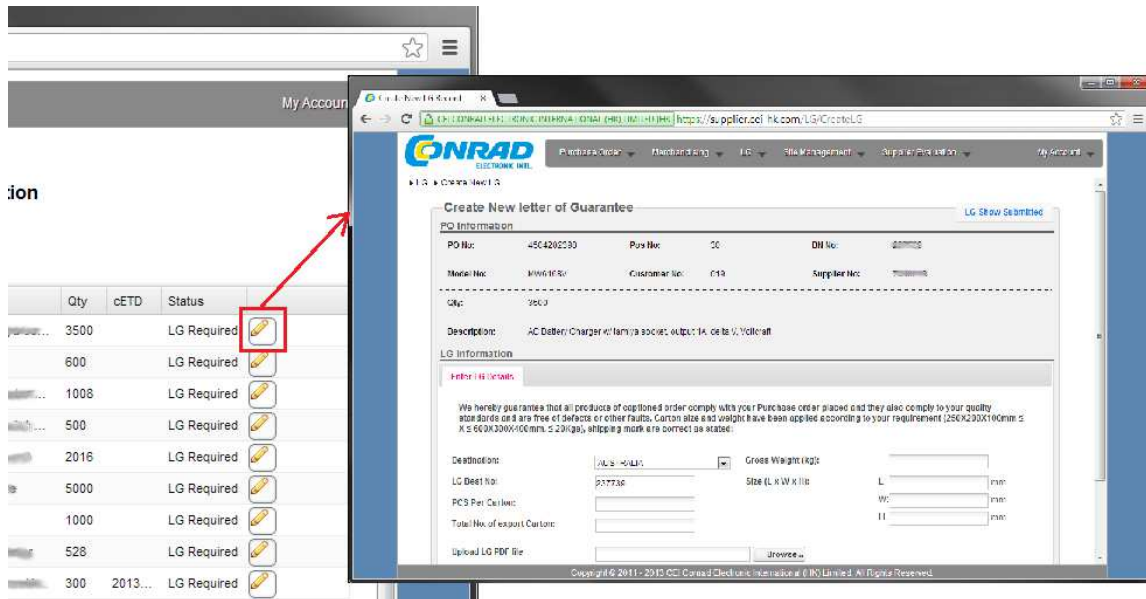 My Accoun
tion
Qty cETD Status
3500 LG Required
600 LG Required
1008 LG Required
500 LG Required
2016 LG Required
5000 LG Required
1000 LG Required
528 LG Required
300 2013... LG Required
Create New LG Record
https://supplier.cei-hk.com/LG/CreateLG
CONRAD
ELECTRONIC INTL.
Purchase Order Merchandising LG Site Management Supplier Evaluation My Account
LG Create New LG
Create New letter of Guarantee
LG Show Submitted
PO Information
PO No: Pos No: 30 DN No:
Model No: Customer No: 019 Supplier No:
Qty: 3500
Description: AC Battery Charger w/ tamiya socket, output 1A, delta V, Voltcraft
LG Information
Enter LG Details
We hereby guarantee that all products of captioned order comply with your Purchase order placed and they also comply to your quality
standards and are free of defects or other faults. Carton size and weight have been applied according to your requirement (250X200X100mm ≤
X ≤ 600X300X400mm, ≤ 20Kgs), shipping mark are correct as stated:
Destination: AUSTRALIA Gross Weight (kg):
LG Dest No: 237739 Size (L x W x H): L mm
PCS Per Carton: W: mm
Total No. of export Carton: H mm
Upload LG PDF file Browse...
Copyright © 2011 - 2013 CEI Conrad Electronic International (HK) Limited. All Rights Reserved.